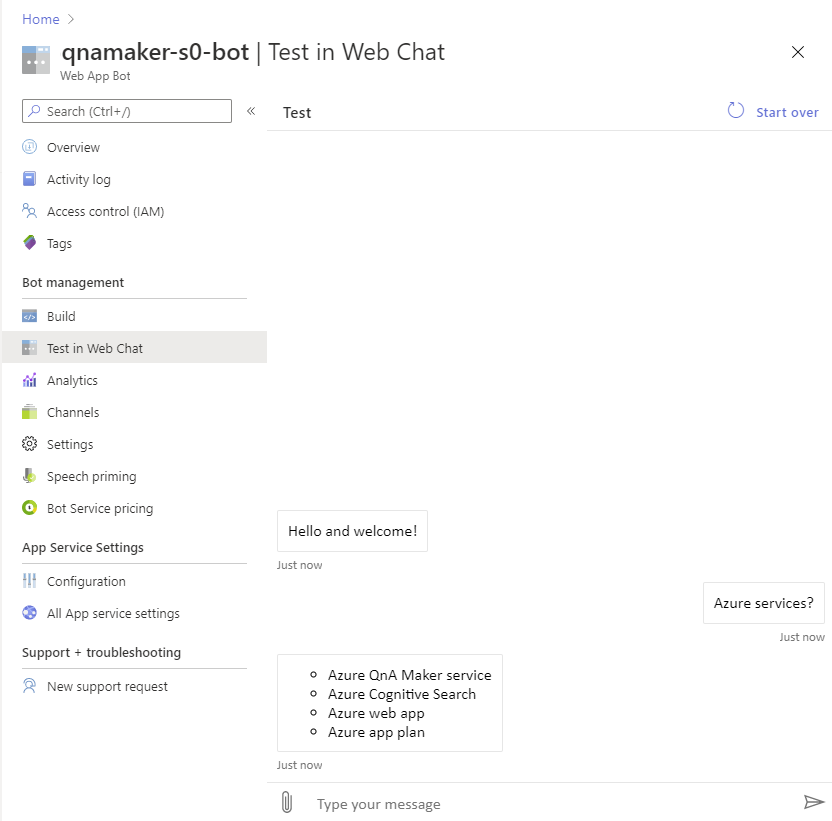 Home
qnamaker-s0-bot | Test in Web Chat
Web App Bot
Search (Ctrl+/)
«
Overview
Activity log
Access control (IAM)
Tags
Bot management
Build
Test in Web Chat
Analytics
Channels
Settings
Speech priming
Bot Service pricing
App Service Settings
Configuration
All App service settings
Support + troubleshooting
New support request
Test
Start over
Hello and welcome!
Just now
Azure services?
Just now
Azure QnA Maker service
Azure Cognitive Search
Azure web app
Azure app plan
Just now
Type your message